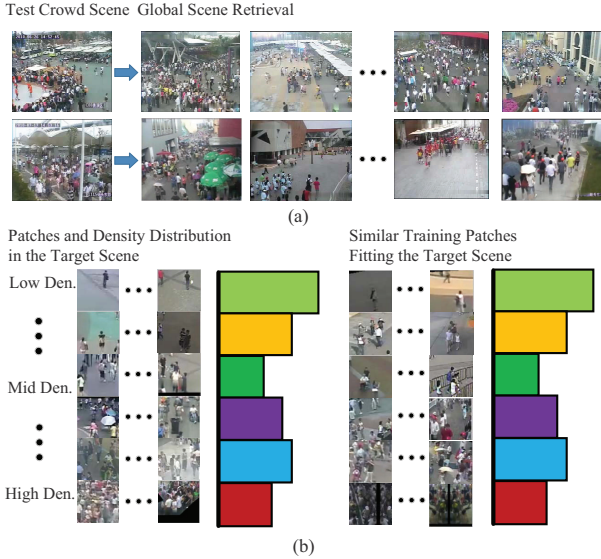 Test Crowd Scene Global Scene Retrieval
(a)
Patches and Density Distribution
in the Target Scene
Similar Training Patches
Fitting the Target Scene
Low Den.
Mid Den.
High Den.
(b)